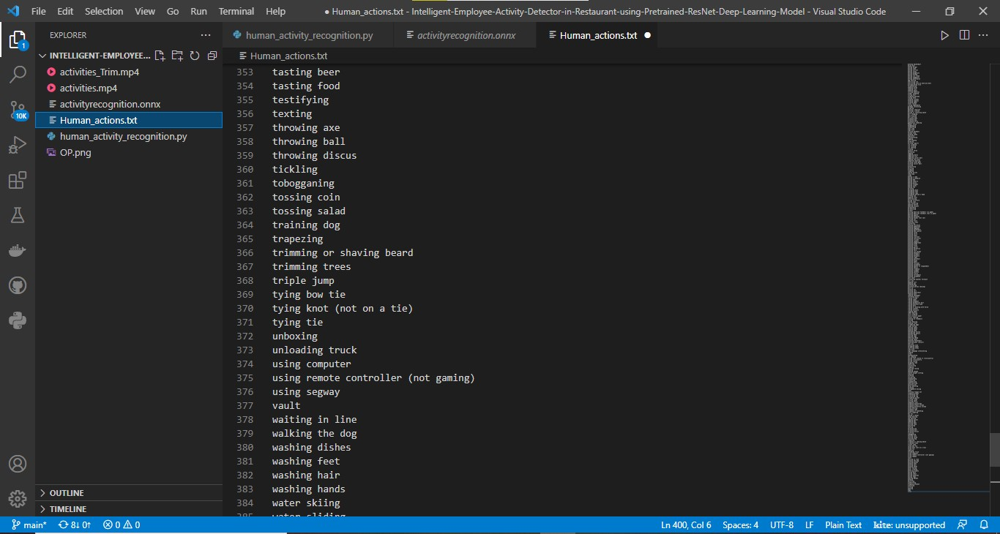 File Edit Selection View Go Run Terminal Help
● Human_actions.txt - Intelligent-Employee-Activity-Detector-in-Restaurant-using-Pretrained-ResNet-Deep-Learning-Model - Visual Studio Code
EXPLORER
human_activity_recognition.py
activityrecognition.onnx
Human_actions.txt
1
INTELLIGENT-EMPLOYEE...
Human_actions.txt
activities_Trim.mp4
activities.mp4
activityrecognition.onnx
Human_actions.txt
human_activity_recognition.py
OP.png
10K
353 tasting beer
354 tasting food
355 testifying
356 texting
357 throwing axe
358 throwing ball
359 throwing discus
360 tickling
361 tobogganing
362 tossing coin
363 tossing salad
364 training dog
365 trapezing
366 trimming or shaving beard
367 trimming trees
368 triple jump
369 tying bow tie
370 tying knot (not on a tie)
371 tying tie
372 unboxing
373 unloading truck
374 using computer
375 using remote controller (not gaming)
376 using segway
377 vault
378 waiting in line
379 walking the dog
380 washing dishes
381 washing feet
382 washing hair
383 washing hands
384 water skiing
385 water sliding
OUTLINE
TIMELINE
main* 8↓ 0↑ 0 0
Ln 400, Col 6 Spaces: 4 UTF-8 LF Plain Text kite: unsupported